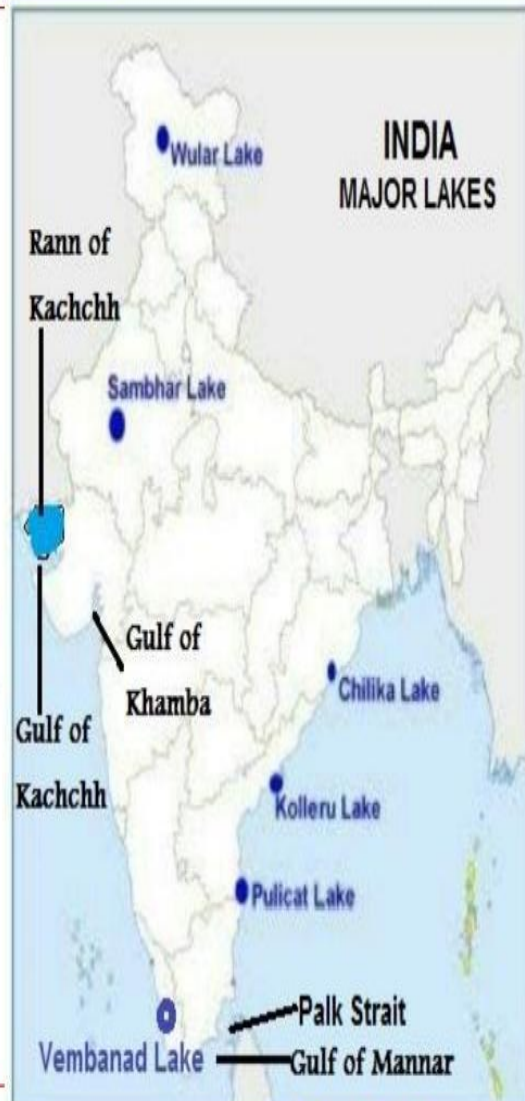 INDIA
MAJOR LAKES
Wular Lake
Rann of
Kachchh
Sambhar Lake
Gulf of
Khamba
Gulf of
Kachchh
Chilika Lake
Kolleru Lake
Pulicat Lake
Palk Strait
Vembanad Lake
Gulf of Mannar